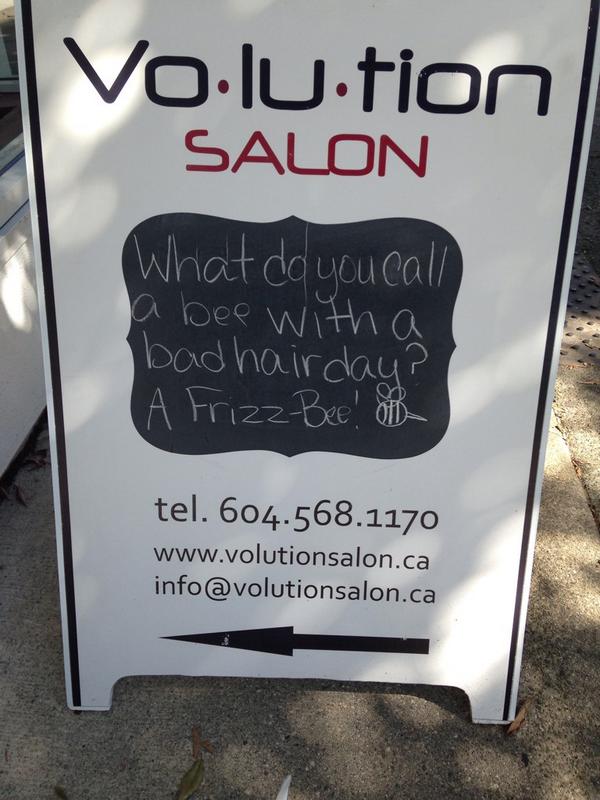 Vo•lu•tion
SALON
What do you call
a bee with a
bad hair day?
A Frizz-Bee!
tel. 604.568.1170
www.volutionsalon.ca
info@volutionsalon.ca